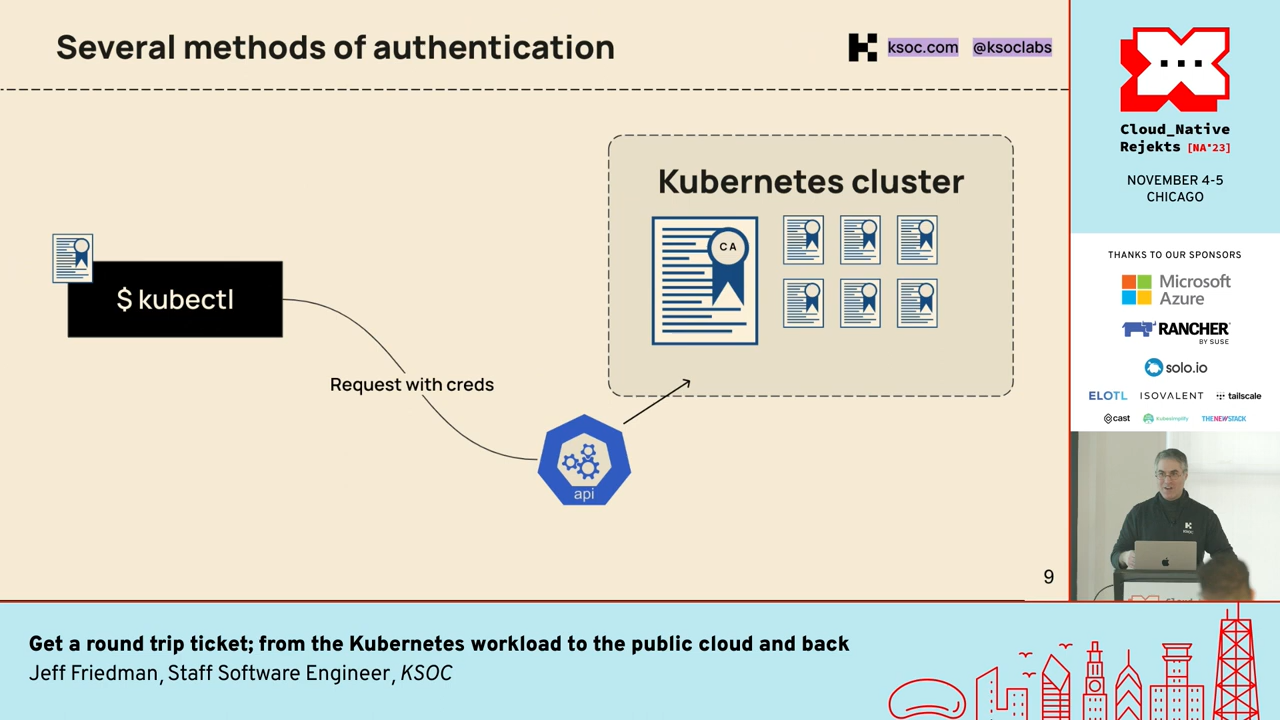 Several methods of authentication
ksoc.com @ksoclabs
Kubernetes cluster
CA
$ kubectl
Request with creds
api
9
Cloud_Native
Rejekts [NA'23]
NOVEMBER 4-5
CHICAGO
THANKS TO OUR SPONSORS
Microsoft
Azure
RANCHER
BY SUSE
solo.io
ELOTL ISOVALENT tailscale
cast Kubesimplify THENEWSTACK
KSOC
Get a round trip ticket; from the Kubernetes workload to the public cloud and back
Jeff Friedman, Staff Software Engineer, KSOC